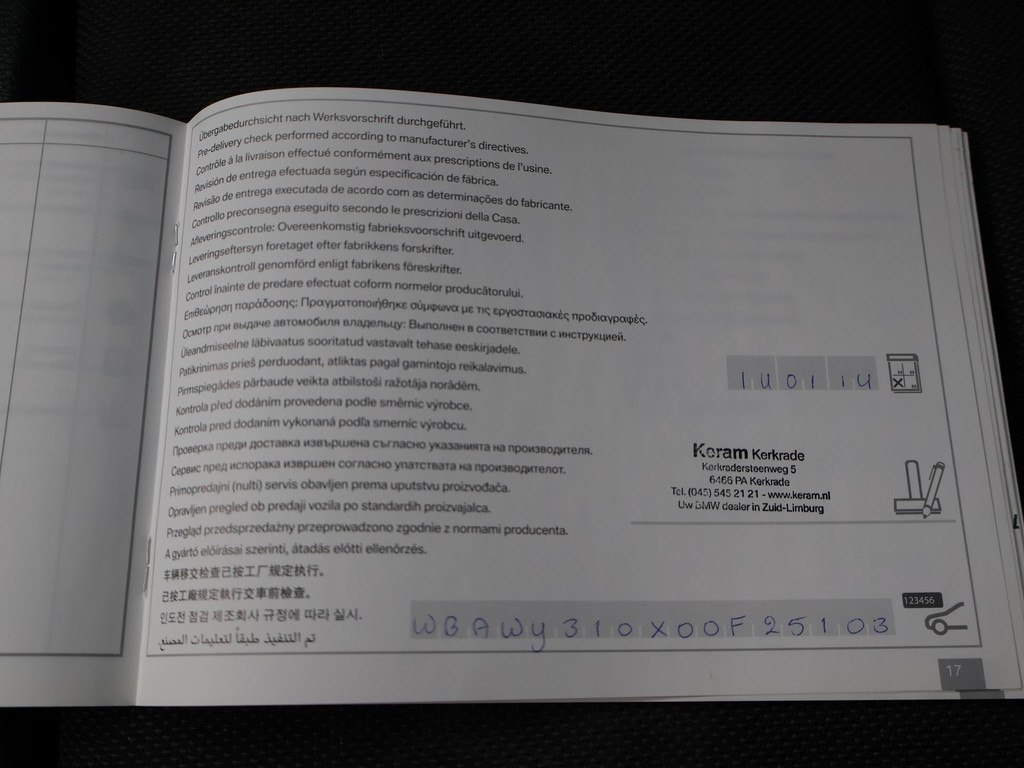 Übergabedurchsicht nach Werksvorschrift durchgeführt.
Pre-delivery check performed according to manufacturer's directives.
Contrôle à la livraison effectué conformément aux prescriptions de l'usine.
Revisión de entrega efectuada según especificación de fábrica.
Revisão de entrega executada de acordo com as determinações do fabricante.
Controllo preconsegna eseguito secondo le prescrizioni della Casa.
Afleveringscontrole: Overeenkomstig fabrieksvoorschrift uitgevoerd.
Leveringseftersyn foretaget efter fabrikkens forskrifter.
Leveranskontroll genomförd enligt fabrikens föreskrifter.
Control înainte de predare efectuat coform normelor producătorului.
Επιθεώρηση παράδοσης: Πραγματοποιήθηκε σύμφωνα με τις εργοστασιακές προδιαγραφές.
Осмотр при выдаче автомобиля владельцу: Выполнен в соответствии с инструкцией.
Üleandmiseelne läbivaatus sooritatud vastavalt tehase eeskirjadele.
Patikrinimas prieš perduodant, atliktas pagal gamintojo reikalavimus.
Pirmspiegādes pārbaude veikta atbilstoši ražotāja norādēm.
Kontrola před dodáním provedena podle směrnic výrobce.
Kontrola pred dodaním vykonaná podľa smerníc výrobcu.
Проверка преди доставка извършена съгласно указанията на производителя.
Сервис пред испорака извршен согласно упатствата на производителот.
Primopredajni (nulti) servis obavljen prema uputstvu proizvođača.
Opravljen pregled ob predaji vozila po standardih proizvajalca.
Przegląd przedsprzedażny przeprowadzono zgodnie z normami producenta.
A gyártó előírásai szerinti, átadás előtti ellenőrzés.
车辆移交检查已按工厂规定执行。
已按工廠規定執行交車前檢查。
인도전 점검 제조회사 규정에 따라 실시.
تم التنفيذ طبقاً لتعليمات المصنع
140114
Keram Kerkrade
Kerkradersteenweg 5
6466 PA Kerkrade
Tel. (045) 545 21 21 - www.keram.nl
Uw BMW dealer in Zuid-Limburg
123456
WBAWY310X00F25103
17